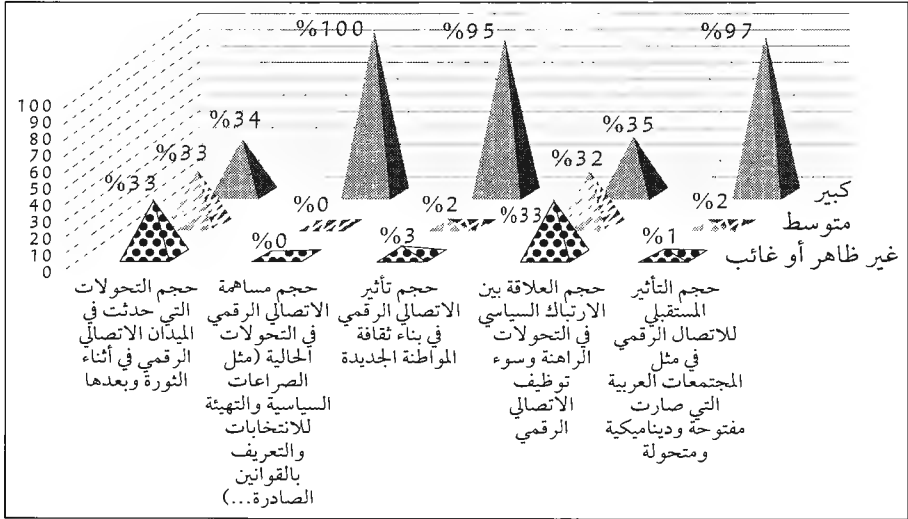 %100
%95
%97
100
90
80
70
60
50
40
30
20
10
0
%34
%33
%33
%0
%0
%2
%3
%35
%32
%33
%2
%1
كبير
متوسط
غير ظاهر أو غائب
حجم التحولات
التي حدثت في
الميدان الاتصالي
الرقمي في أثناء
الثورة وبعدها
حجم مساهمة
الاتصالي الرقمي
في التحولات
الحالية (مثل
الصراعات
السياسية والتهيئة
للانتخابات
والتعريف
بالقوانين
الصادرة...)
حجم تأثير
الاتصالي الرقمي
في بناء ثقافة
المواطنة الجديدة
حجم العلاقة بين
الارتباك السياسي
في التحولات
الراهنة وسوء
توظيف
الاتصالي
الرقمي
حجم التأثير
المستقبلي
للاتصال الرقمي
في مثل
المجتمعات العربية
التي صارت
مفتوحة وديناميكية
ومتحولة